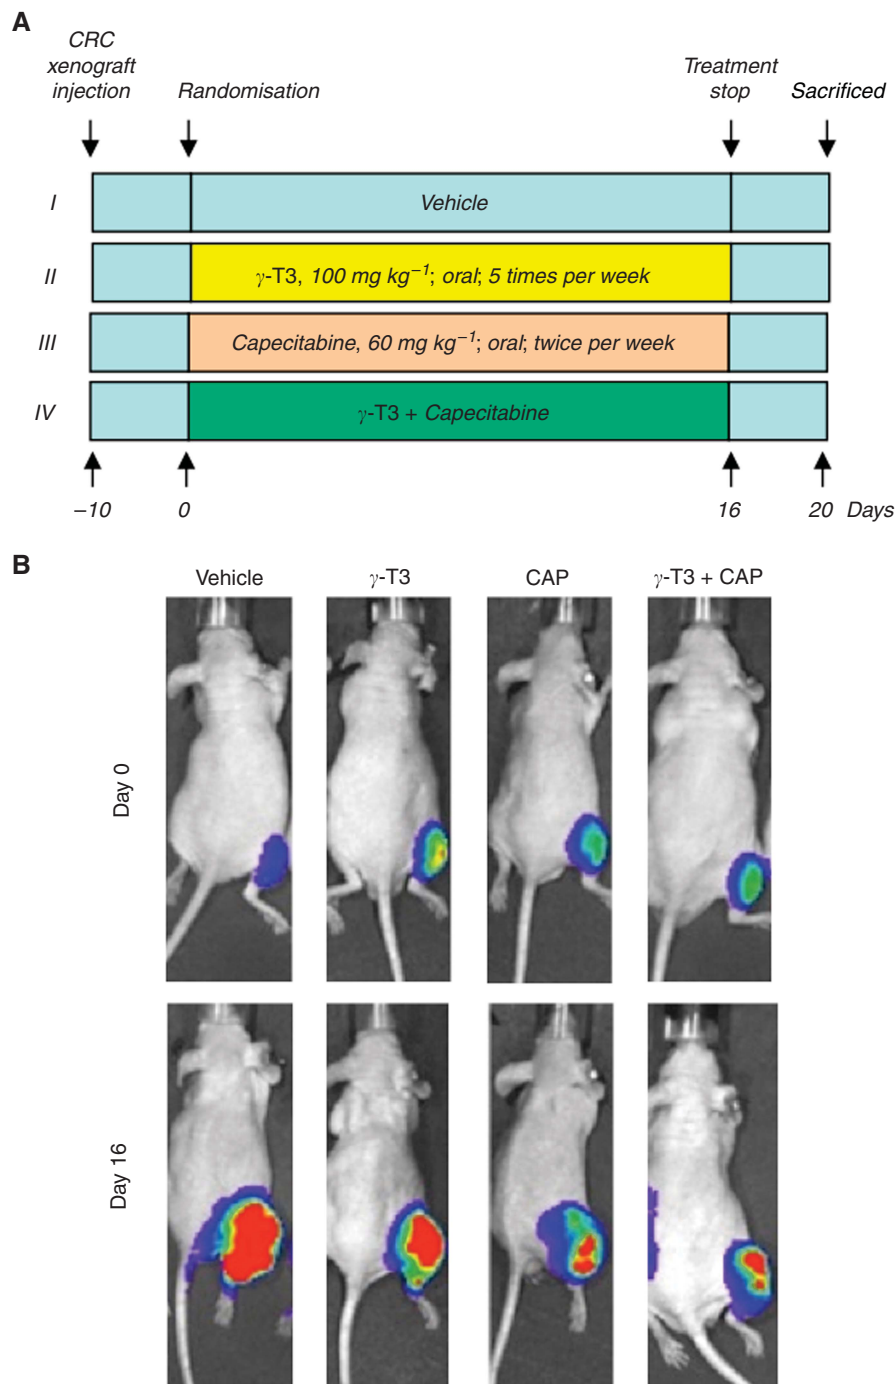 A
CRC
xenograft
injection
Randomisation
Treatment
stop
Sacrificed
I
Vehicle
II
γ-T3, 100 mg kg⁻¹; oral; 5 times per week
III
Capecitabine, 60 mg kg⁻¹; oral; twice per week
IV
γ-T3 + Capecitabine
–10 0 16 20 Days
B
Vehicle γ-T3 CAP γ-T3 + CAP
Day 0
Day 16